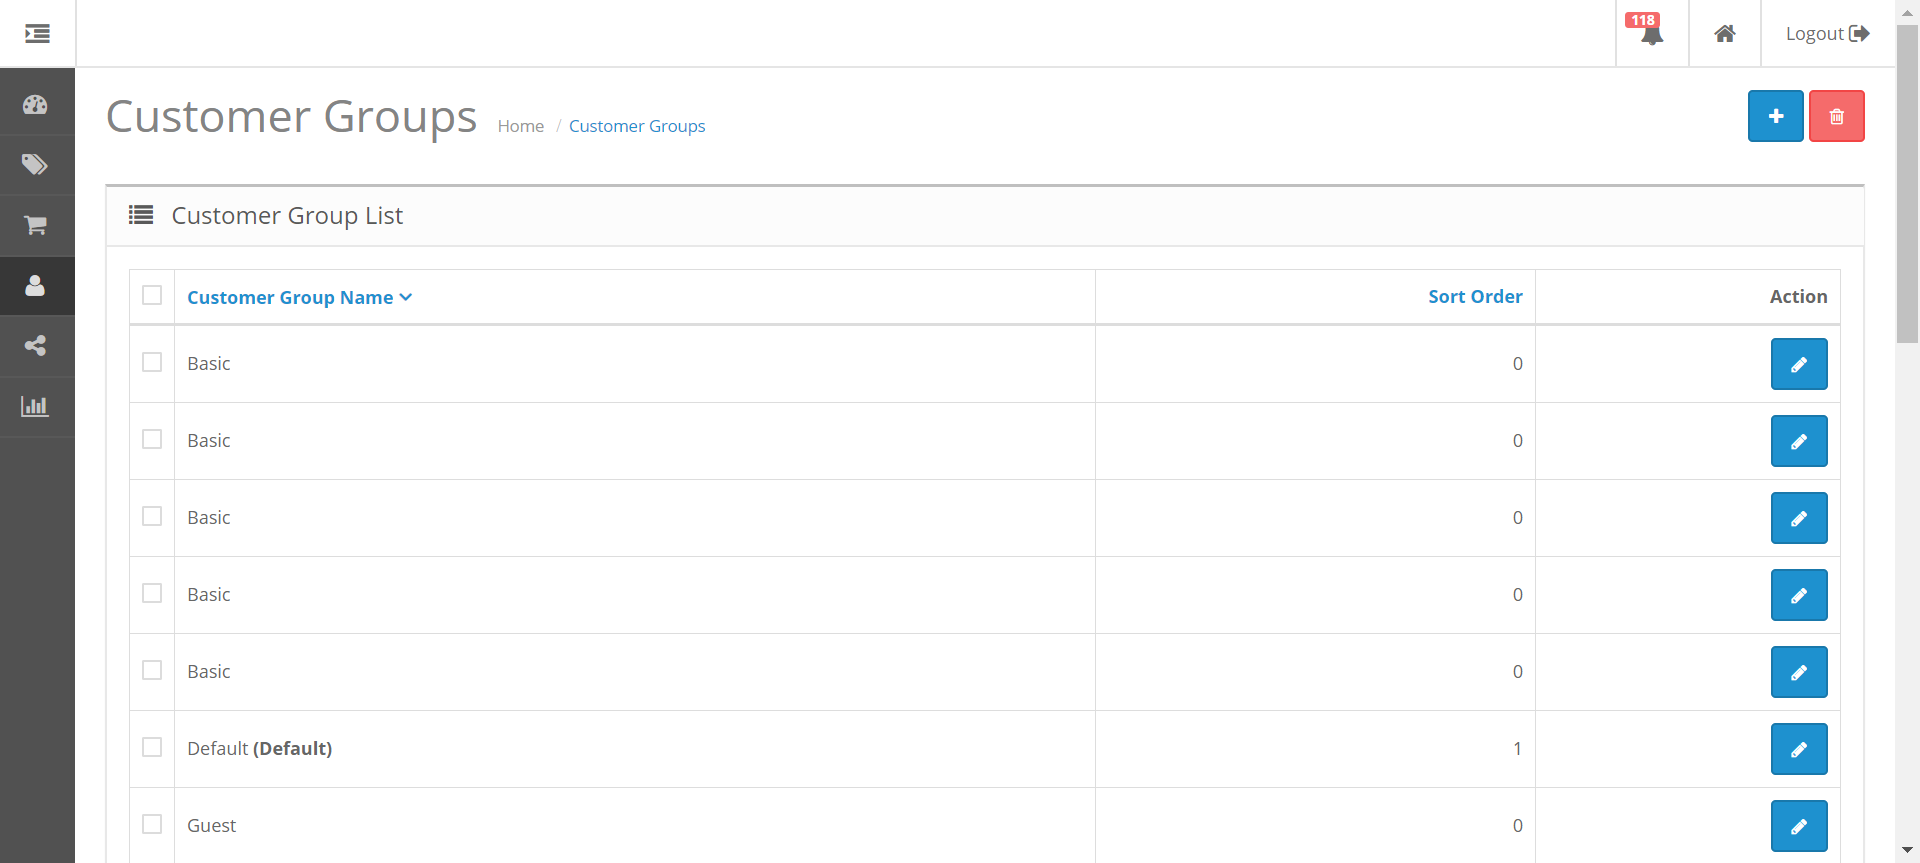 118
Logout
Customer Groups
Home / Customer Groups
Customer Group List
Customer Group Name Sort Order Action
Basic 0
Basic 0
Basic 0
Basic 0
Basic 0
Default (Default) 1
Guest 0